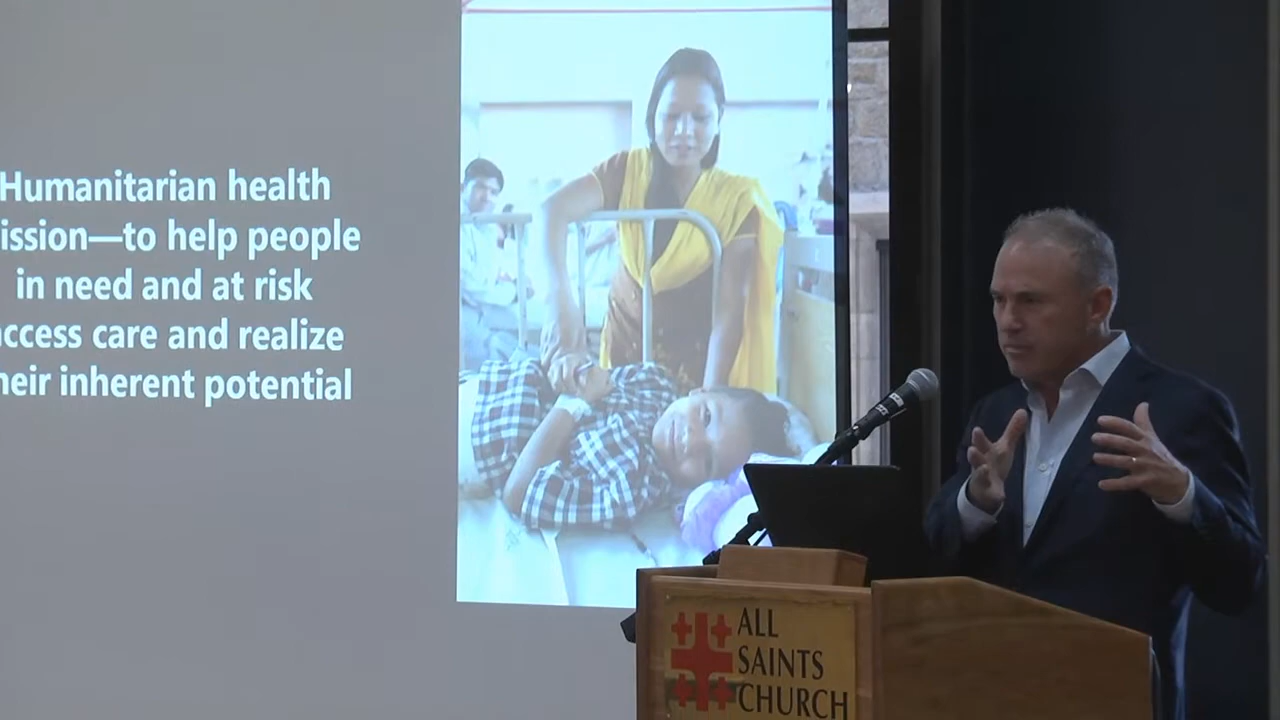 Humanitarian health
ission—to help people
in need and at risk
access care and realize
heir inherent potential
ALL
SAINTS
CHURCH